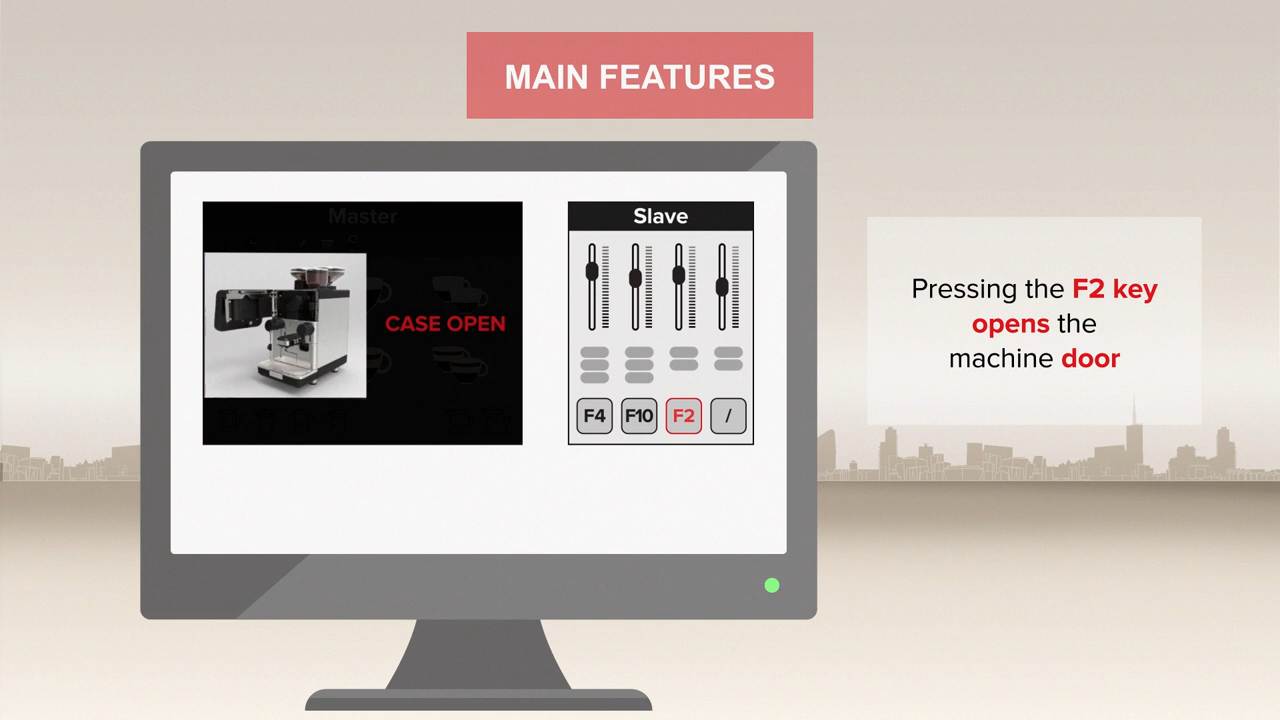 MAIN FEATURES
Master
CASE OPEN
Slave
F4 F10 F2 /
Pressing the F2 key
opens the
machine door